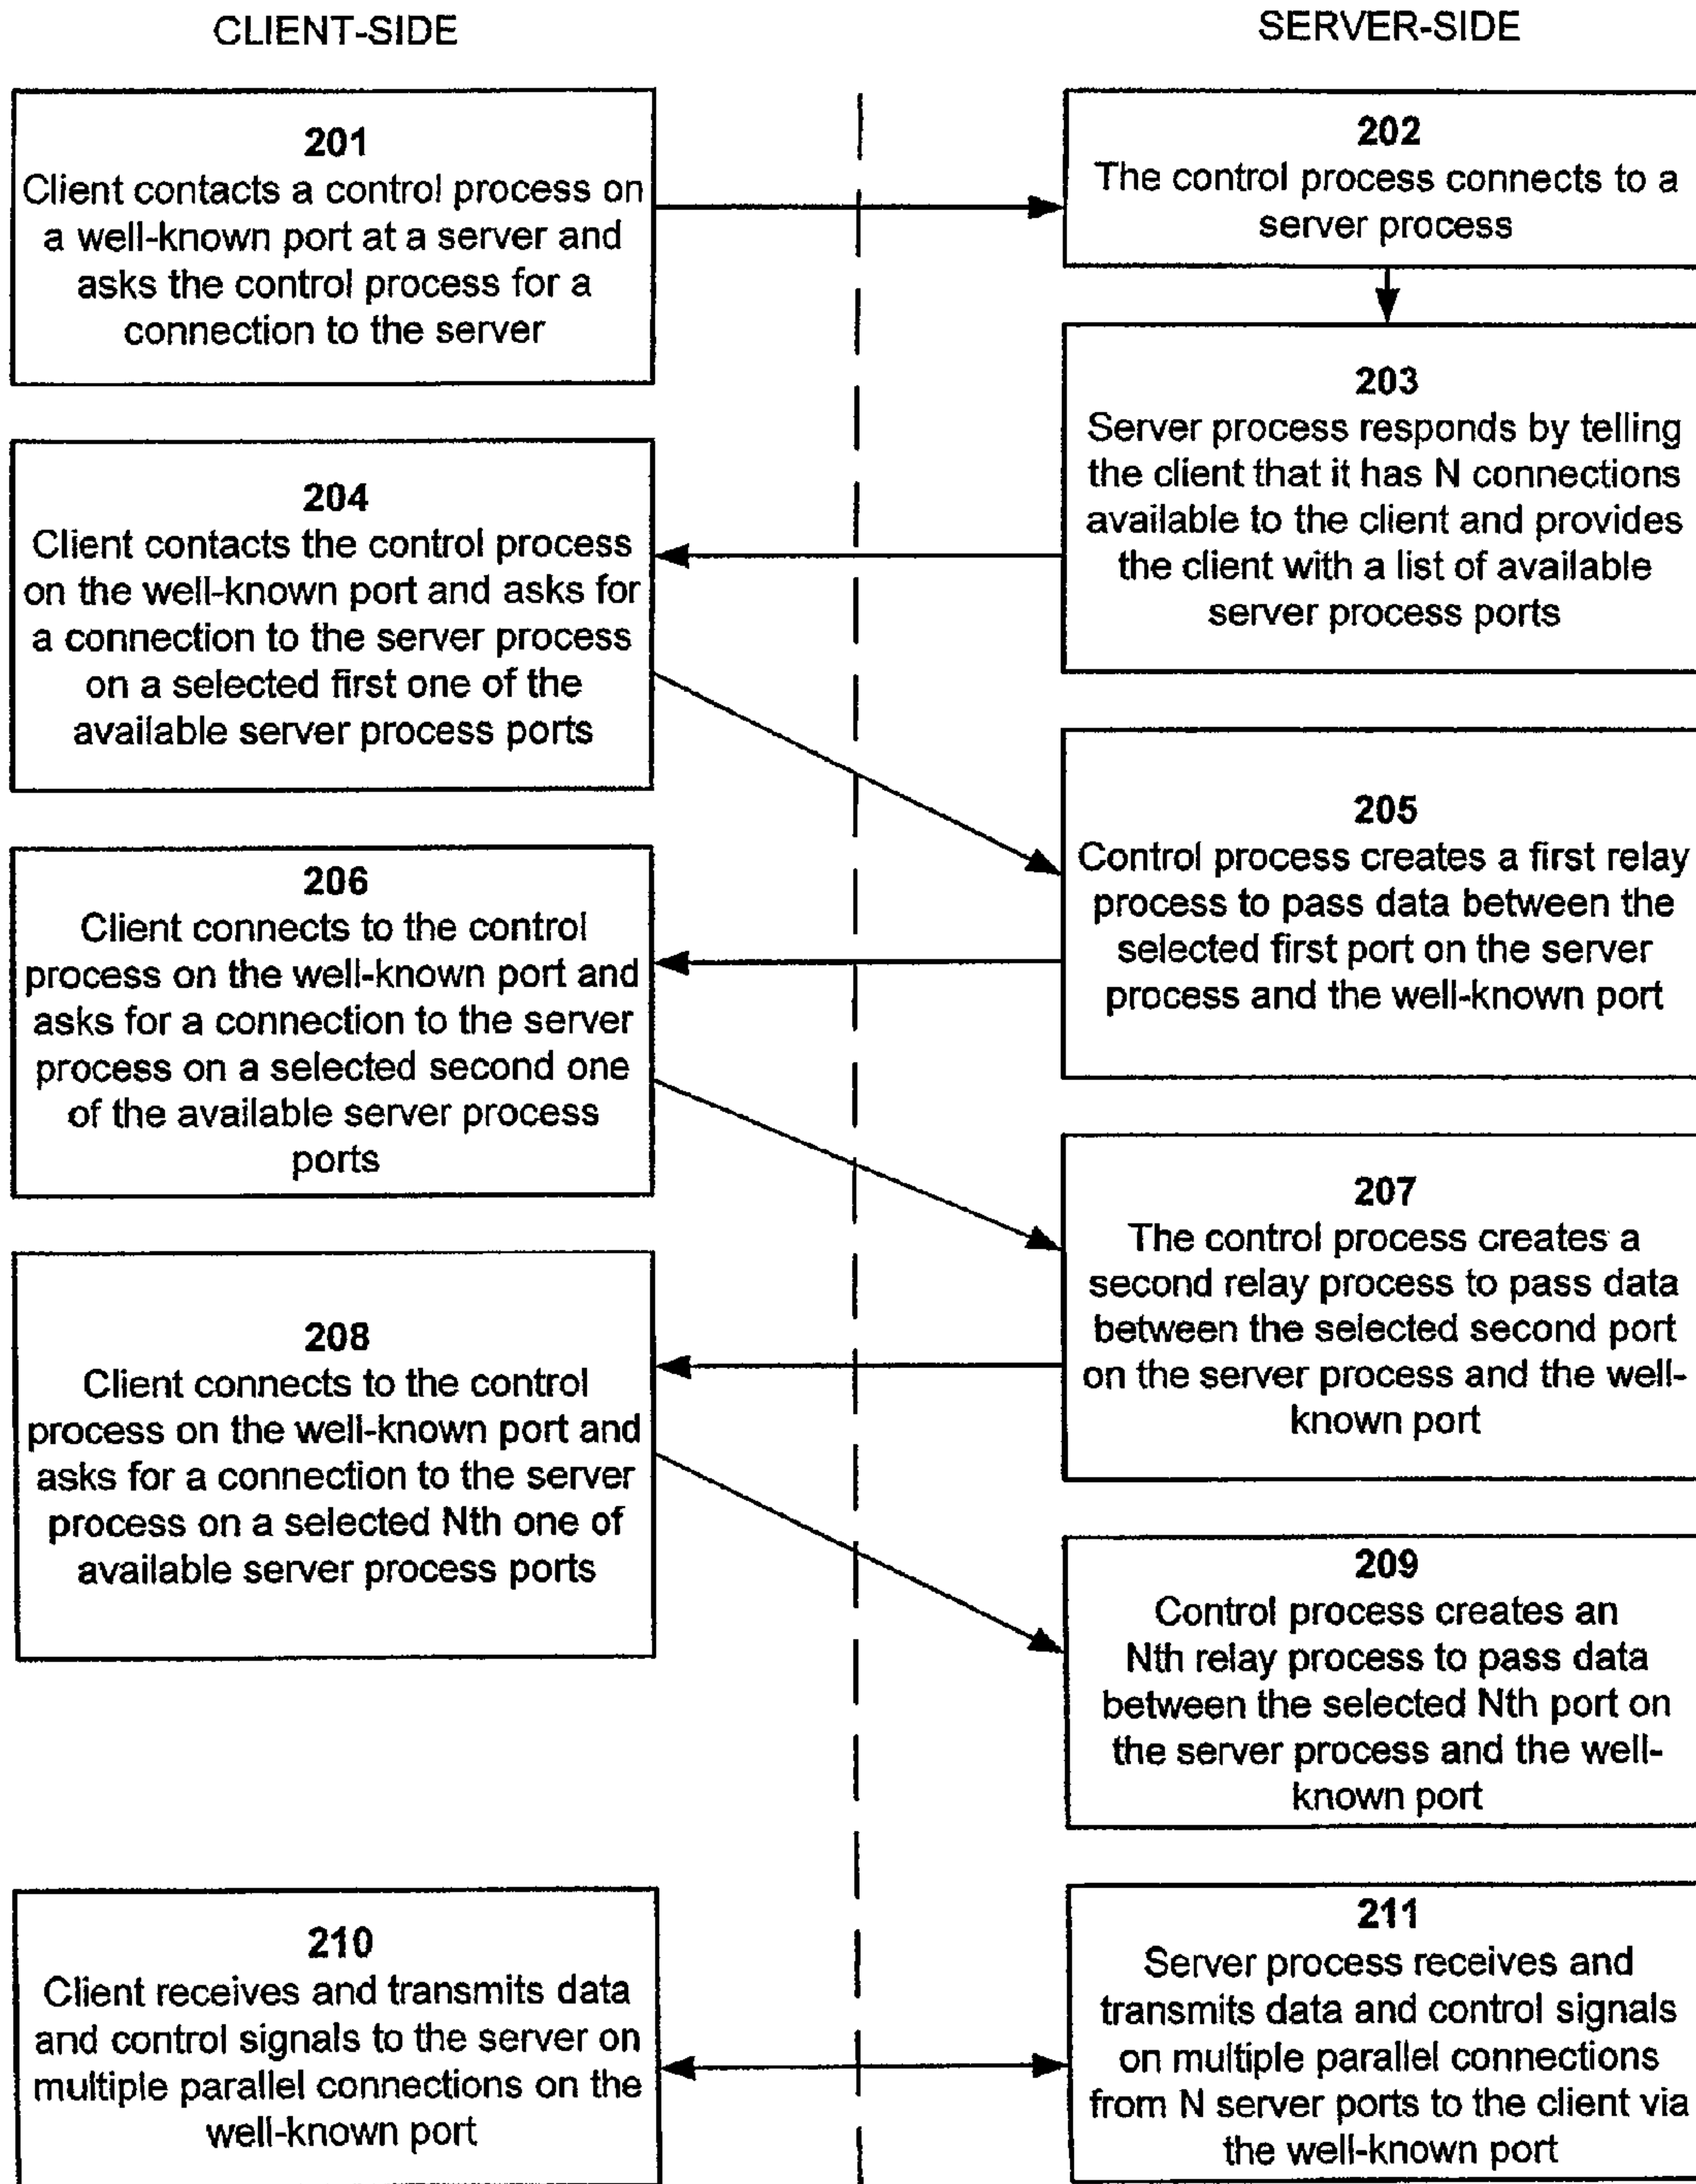 CLIENT-SIDE
SERVER-SIDE
201
Client contacts a control process on
a well-known port at a server and
asks the control process for a
connection to the server
202
The control process connects to a
server process
203
Server process responds by telling
the client that it has N connections
available to the client and provides
the client with a list of available
server process ports
204
Client contacts the control process
on the well-known port and asks for
a connection to the server process
on a selected first one of the
available server process ports
205
Control process creates a first relay
process to pass data between the
selected first port on the server
process and the well-known port
206
Client connects to the control
process on the well-known port and
asks for a connection to the server
process on a selected second one
of the available server process
ports
207
The control process creates a
second relay process to pass data
between the selected second port
on the server process and the well-
known port
208
Client connects to the control
process on the well-known port and
asks for a connection to the server
process on a selected Nth one of
available server process ports
209
Control process creates an
Nth relay process to pass data
between the selected Nth port on
the server process and the well-
known port
210
Client receives and transmits data
and control signals to the server on
multiple parallel connections on the
well-known port
211
Server process receives and
transmits data and control signals
on multiple parallel connections
from N server ports to the client via
the well-known port